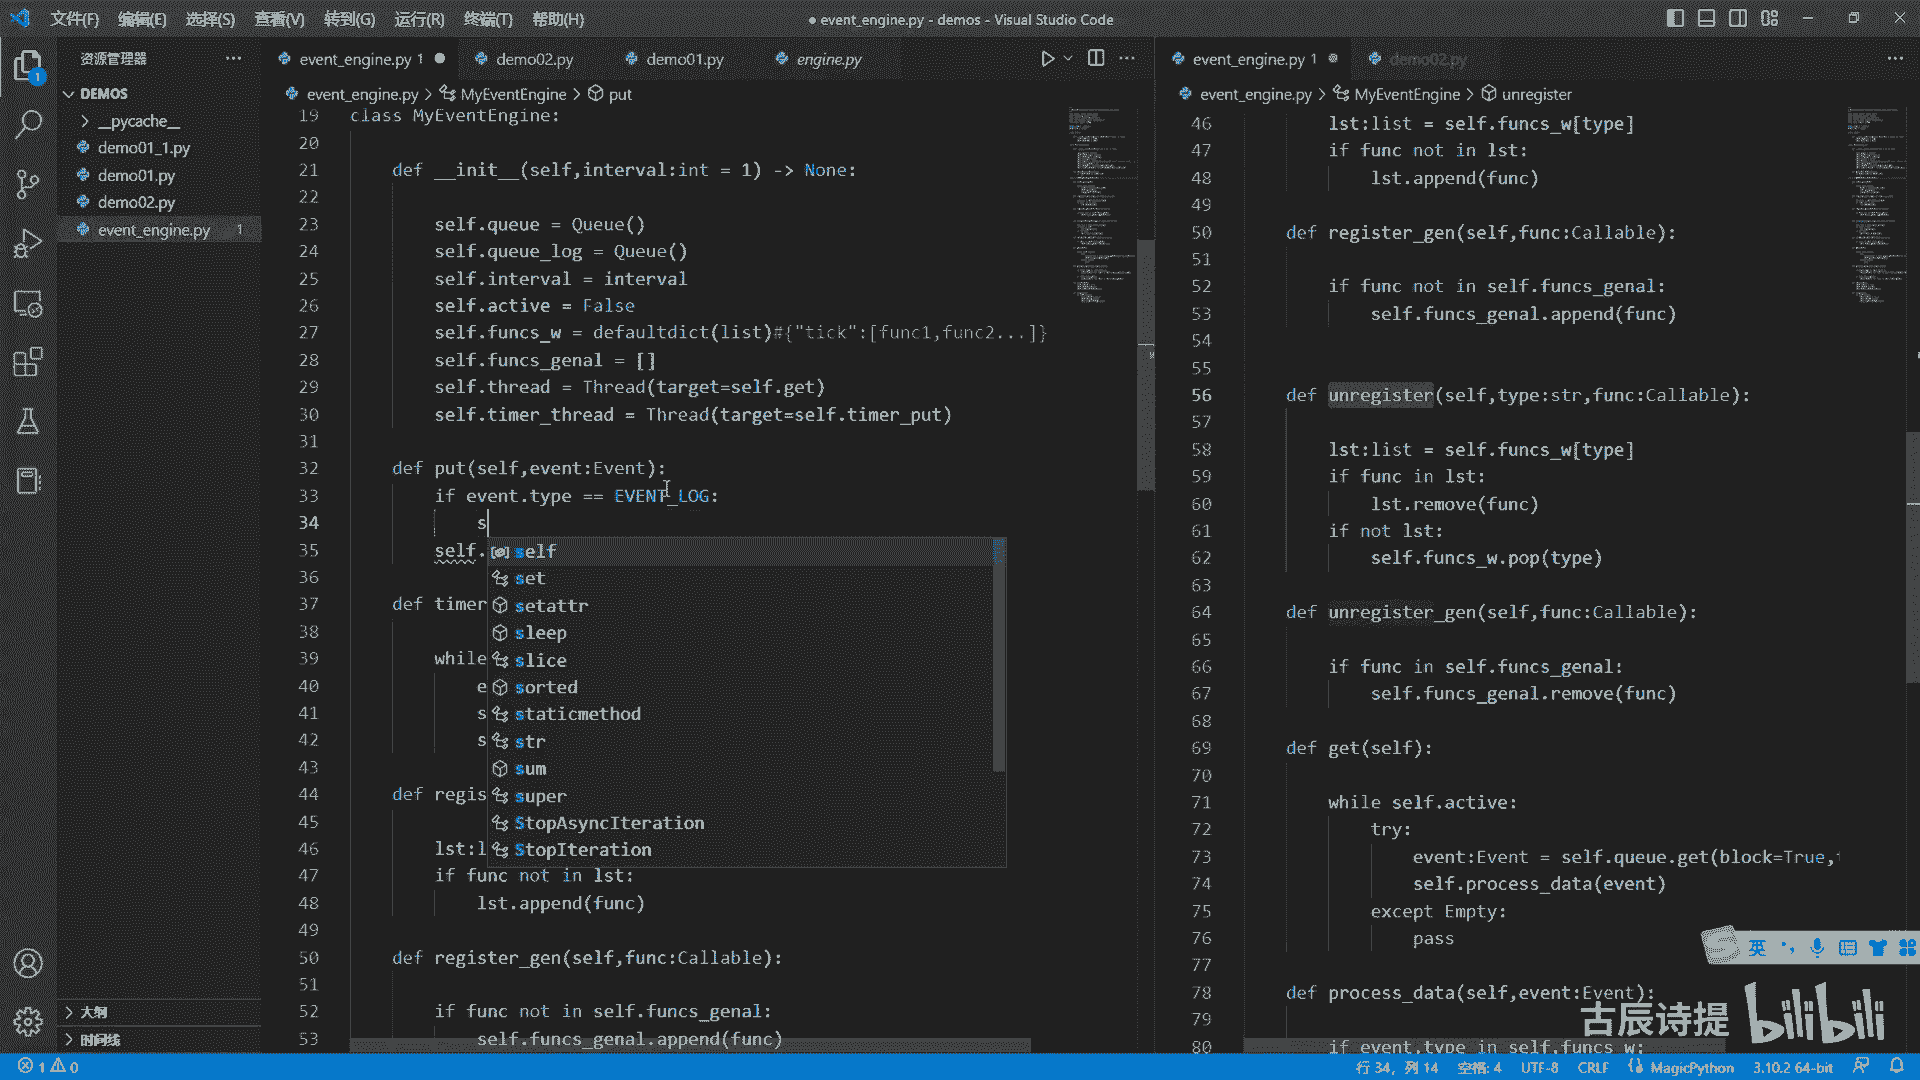 文件(F) 编辑(E) 选择(S) 查看(V) 转到(G) 运行(R) 终端(T) 帮助(H)
● event_engine.py - demos - Visual Studio Code
资源管理器
DEMOS
__pycache__
demo01_1.py
demo01.py
demo02.py
event_engine.py 1
大纲
时间线
event_engine.py 1 demo02.py demo01.py engine.py
event_engine.py > MyEventEngine > put
19 class MyEventEngine:
20
21 def __init__(self,interval:int = 1) -> None:
22
23 self.queue = Queue()
24 self.queue_log = Queue()
25 self.interval = interval
26 self.active = False
27 self.funcs_w = defaultdict(list)#{"tick":[func1,func2...]}
28 self.funcs_genal = []
29 self.thread = Thread(target=self.get)
30 self.timer_thread = Thread(target=self.timer_put)
31
32 def put(self,event:Event):
33 if event.type == EVENT_LOG:
34 s
35 self.
36
37 def timer
38
39 while
40 e
41 s
42 s
43
44 def regis
45
46 lst:l
47 if func not in lst:
48 lst.append(func)
49
50 def register_gen(self,func:Callable):
51
52 if func not in self.funcs_genal:
53 self.funcs_genal.append(func)
self
set
setattr
sleep
slice
sorted
staticmethod
str
sum
super
StopAsyncIteration
StopIteration
event_engine.py 1 demo02.py
event_engine.py > MyEventEngine > unregister
46 lst:list = self.funcs_w[type]
47 if func not in lst:
48 lst.append(func)
49
50 def register_gen(self,func:Callable):
51
52 if func not in self.funcs_genal:
53 self.funcs_genal.append(func)
54
55
56 def unregister(self,type:str,func:Callable):
57
58 lst:list = self.funcs_w[type]
59 if func in lst:
60 lst.remove(func)
61 if not lst:
62 self.funcs_w.pop(type)
63
64 def unregister_gen(self,func:Callable):
65
66 if func in self.funcs_genal:
67 self.funcs_genal.remove(func)
68
69 def get(self):
70
71 while self.active:
72 try:
73 event:Event = self.queue.get(block=True,
74 self.process_data(event)
75 except Empty:
76 pass
77
78 def process_data(self,event:Event):
79
80 if event.type in self.funcs_w:
英
古辰诗提 bilibili
1 0
行 34，列 14 空格: 4 UTF-8 CRLF MagicPython 3.10.2 64-bit